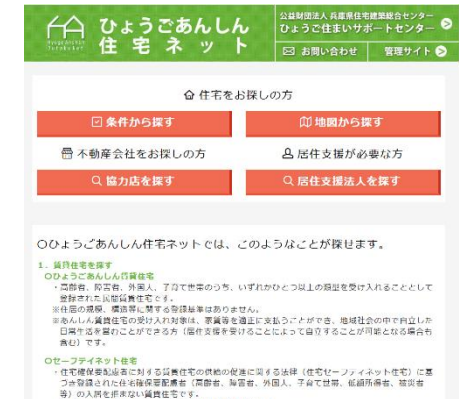 ひょうごあんしん
住宅ネット
公益財団法人 兵庫県住宅建築総合センター
ひょうご住まいサポートセンター
お問い合わせ 管理サイト
住宅をお探しの方
条件から探す 地図から探す
不動産会社をお探しの方 居住支援が必要な方
協力店を探す 居住支援法人を探す
〇ひょうごあんしん住宅ネットでは、このようなことが探せます。
1．賃貸住宅を探す
〇ひょうごあんしん賃貸住宅
・高齢者、障害者、外国人、子育て世帯のうち、いずれかひとつ以上の類型を受け入れることとして
登録された民間賃貸住宅です。
※住居の規模、構造等に関する登録基準はありません。
※あんしん賃貸住宅の受け入れ対象は、家賃等を適正に支払うことができ、地域社会の中で自立した
日常生活を営むことができる方（居住支援を受けることによって自立することが可能となる場合も
含む）です。
〇セーフティネット住宅
・住宅確保要配慮者に対する賃貸住宅の供給の促進に関する法律（住宅セーフティネット法）に基
づき登録された住宅確保要配慮者（高齢者、障害者、外国人、子育て世帯、低額所得者、被災者
等）の入居を拒まない賃貸住宅です。